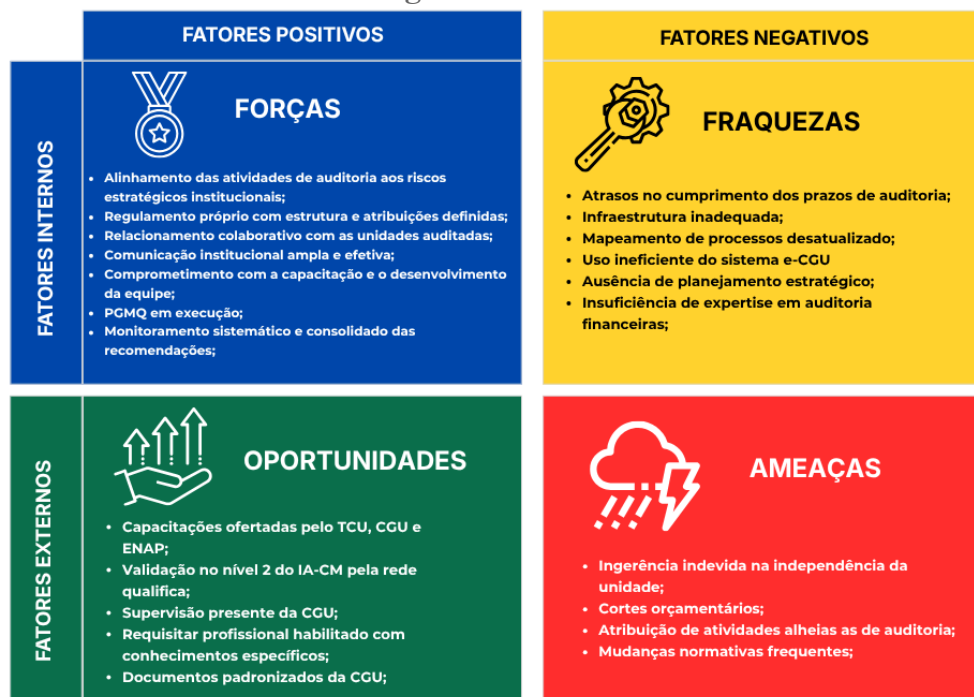 FATORES POSITIVOS
FATORES NEGATIVOS
FATORES INTERNOS
FORÇAS
• Alinhamento das atividades de auditoria aos riscos
estratégicos institucionais;
• Regulamento próprio com estrutura e atribuições definidas;
• Relacionamento colaborativo com as unidades auditadas;
• Comunicação institucional ampla e efetiva;
• Comprometimento com a capacitação e o desenvolvimento
da equipe;
• PGMQ em execução;
• Monitoramento sistemático e consolidado das
recomendações;
FRAQUEZAS
• Atrasos no cumprimento dos prazos de auditoria;
• Infraestrutura inadequada;
• Mapeamento de processos desatualizado;
• Uso ineficiente do sistema e-CGU
• Ausência de planejamento estratégico;
• Insuficiência de expertise em auditoria
financeiras;
FATORES EXTERNOS
OPORTUNIDADES
• Capacitações ofertadas pelo TCU, CGU e
ENAP;
• Validação no nível 2 do IA-CM pela rede
qualifica;
• Supervisão presente da CGU;
• Requisitar profissional habilitado com
conhecimentos específicos;
• Documentos padronizados da CGU;
AMEAÇAS
• Ingerência indevida na independência da
unidade;
• Cortes orçamentários;
• Atribuição de atividades alheias as de auditoria;
• Mudanças normativas frequentes;